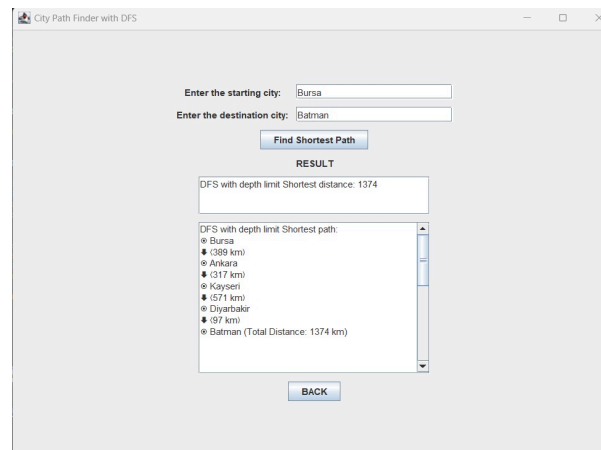 City Path Finder with DFS
Enter the starting city: Bursa
Enter the destination city: Batman
Find Shortest Path
RESULT
DFS with depth limit Shortest distance: 1374
DFS with depth limit Shortest path:
Bursa
(389 km)
Ankara
(317 km)
Kayseri
(571 km)
Diyarbakir
(97 km)
Batman (Total Distance: 1374 km)
BACK